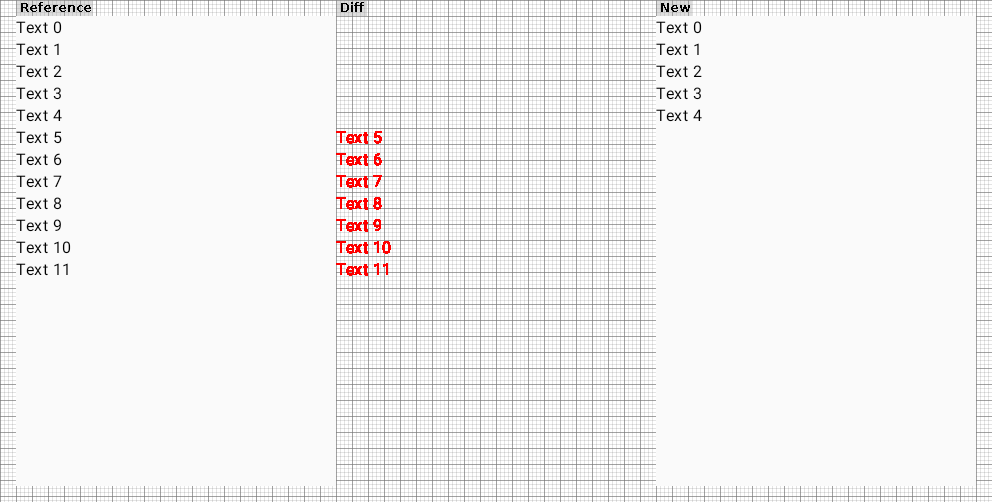 Reference
Text 0
Text 1
Text 2
Text 3
Text 4
Text 5
Text 6
Text 7
Text 8
Text 9
Text 10
Text 11
Diff
Text 5
Text 6
Text 7
Text 8
Text 9
Text 10
Text 11
New
Text 0
Text 1
Text 2
Text 3
Text 4